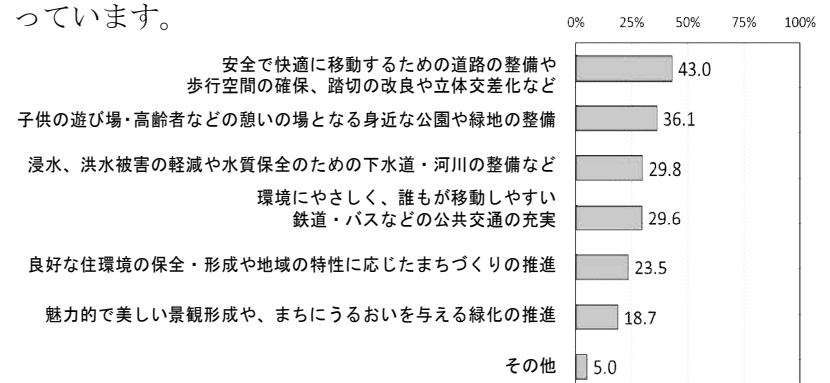 っています。
0% 25% 50% 75% 100%
安全で快適に移動するための道路の整備や
歩行空間の確保、踏切の改良や立体交差化など
43.0
子供の遊び場・高齢者などの憩いの場となる身近な公園や緑地の整備
36.1
浸水、洪水被害の軽減や水質保全のための下水道・河川の整備など
29.8
環境にやさしく、誰もが移動しやすい
鉄道・バスなどの公共交通の充実
29.6
良好な住環境の保全・形成や地域の特性に応じたまちづくりの推進
23.5
魅力的で美しい景観形成や、まちにうるおいを与える緑化の推進
18.7
その他
5.0